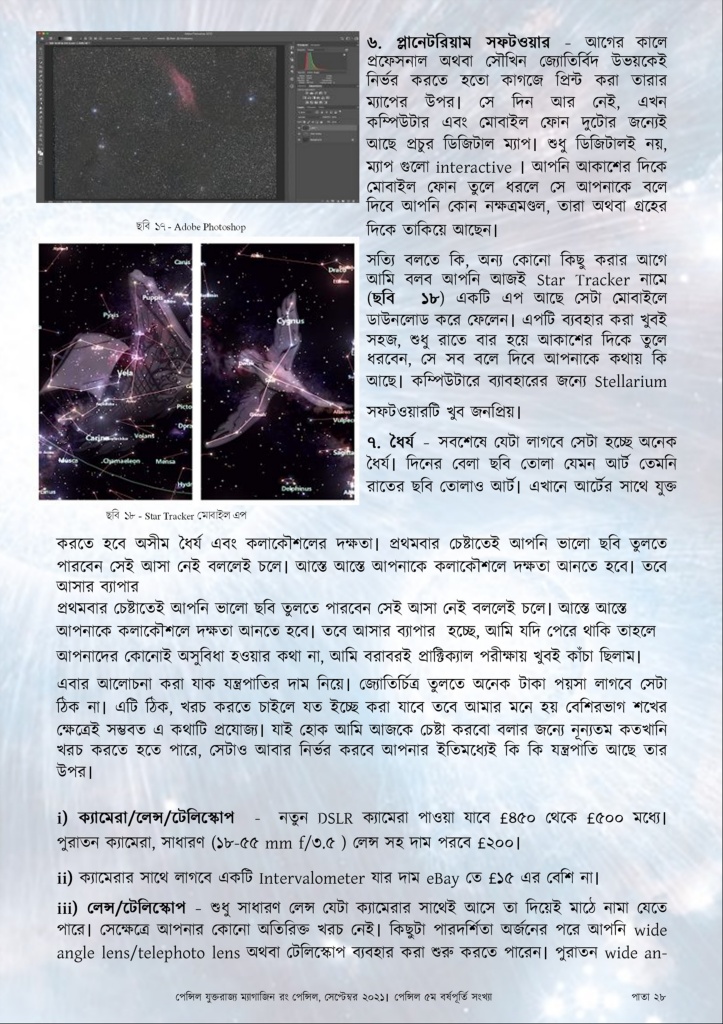 ৬. প্লানেটরিয়াম সফটওয়ার - আগের কালে
প্রফেসনাল অথবা সৌখিন জ্যোতির্বিদ উভয়কেই
নির্ভর করতে হতো কাগজে প্রিন্ট করা তারার
ম্যাপের উপর। সে দিন আর নেই, এখন
কম্পিউটার এবং মোবাইল ফোন দুটোর জন্যেই
আছে প্রচুর ডিজিটাল ম্যাপ। শুধু ডিজিটালই নয়,
ম্যাপ গুলো interactive । আপনি আকাশের দিকে
মোবাইল ফোন তুলে ধরলে সে আপনাকে বলে
দিবে আপনি কোন নক্ষত্রমণ্ডল, তারা অথবা গ্রহের
দিকে তাকিয়ে আছেন।
ছবি ১৭ - Adobe Photoshop
Canis
Puppis
Pyxis
Vela
Picto
Dora
Carina
Volant
Musca
Chamaeleon
Mensa
Hydr
Draco
Cygnus
Vulpec
Sagitta
Delphinus
ছবি ১৮ - Star Tracker মোবাইল এপ
সত্যি বলতে কি, অন্য কোনো কিছু করার আগে
আমি বলব আপনি আজই Star Tracker নামে
(ছবি ১৮) একটি এপ আছে সেটা মোবাইলে
ডাউনলোড করে ফেলেন। এপটি ব্যবহার করা খুবই
সহজ, শুধু রাতে বার হয়ে আকাশের দিকে তুলে
ধরবেন, সে সব বলে দিবে আপনাকে কথায় কি
আছে। কম্পিউটারে ব্যাবহারের জন্যে Stellarium
সফটওয়ারটি খুব জনপ্রিয়।
৭. ধৈর্য - সবশেষে যেটা লাগবে সেটা হচ্ছে অনেক
ধৈর্য। দিনের বেলা ছবি তোলা যেমন আর্ট তেমনি
রাতের ছবি তোলাও আর্ট। এখানে আর্টের সাথে যুক্ত
করতে হবে অসীম ধৈর্য এবং কলাকৌশলের দক্ষতা। প্রথমবার চেষ্টাতেই আপনি ভালো ছবি তুলতে
পারবেন সেই আসা নেই বললেই চলে। আস্তে আস্তে আপনাকে কলাকৌশলে দক্ষতা আনতে হবে। তবে
আসার ব্যাপার
প্রথমবার চেষ্টাতেই আপনি ভালো ছবি তুলতে পারবেন সেই আসা নেই বললেই চলে। আস্তে আস্তে
আপনাকে কলাকৌশলে দক্ষতা আনতে হবে। তবে আসার ব্যাপার হচ্ছে, আমি যদি পেরে থাকি তাহলে
আপনাদের কোনোই অসুবিধা হওয়ার কথা না, আমি বরাবরই প্রাক্টিক্যাল পরীক্ষায় খুবই কাঁচা ছিলাম।
এবার আলোচনা করা যাক যন্ত্রপাতির দাম নিয়ে। জ্যোতিচিত্র তুলতে অনেক টাকা পয়সা লাগবে সেটা
ঠিক না। এটি ঠিক, খরচ করতে চাইলে যত ইচ্ছে করা যাবে তবে আমার মনে হয় বেশিরভাগ শখের
ক্ষেত্রেই সম্ভবত এ কথাটি প্রযোজ্য। যাই হোক আমি আজকে চেষ্টা করবো বলার জন্যে নূন্যতম কতখানি
খরচ করতে হতে পারে, সেটাও আবার নির্ভর করবে আপনার ইতিমধ্যেই কি কি যন্ত্রপাতি আছে তার
উপর।
i) ক্যামেরা/লেন্স/টেলিস্কোপ - নতুন DSLR ক্যামেরা পাওয়া যাবে £৪৫০ থেকে £৫০০ মধ্যে।
পুরাতন ক্যামেরা, সাধারণ (১৮-৫৫ mm f/৩.৫ ) লেন্স সহ দাম পরবে £২০০।
ii) ক্যামেরার সাথে লাগবে একটি Intervalometer যার দাম eBay তে £১৫ এর বেশি না।
iii) লেন্স/টেলিস্কোপ - শুধু সাধারণ লেন্স যেটা ক্যামেরার সাথেই আসে তা দিয়েই মাঠে নামা যেতে
পারে। সেক্ষেত্রে আপনার কোনো অতিরিক্ত খরচ নেই। কিছুটা পারদর্শিতা অর্জনের পরে আপনি wide
angle lens/telephoto lens অথবা টেলিস্কোপ ব্যবহার করা শুরু করতে পারেন। পুরাতন wide an-
পেন্সিল যুক্তরাজ্য ম্যাগাজিন রং পেন্সিল, সেপ্টেম্বর ২০২১। পেন্সিল ৫ম বর্ষপূর্তি সংখ্যা
পাতা ২৮